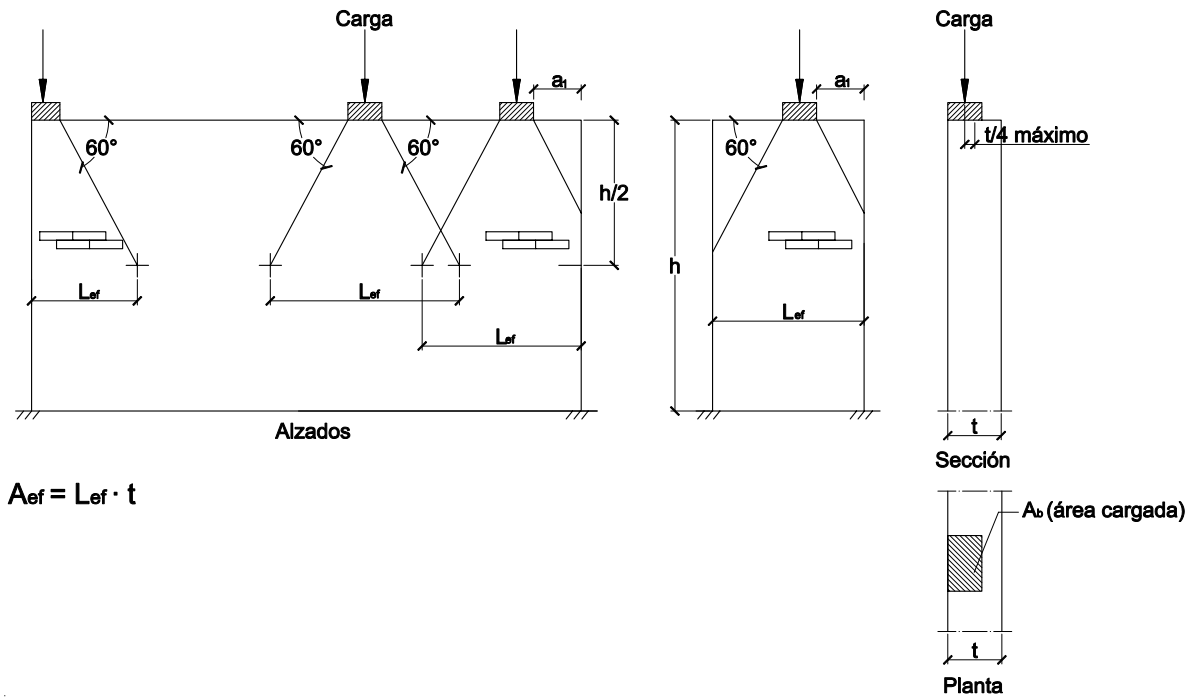 Carga
Carga
a₁
a₁
60°
60°
60°
60°
t/4 máximo
h/2
h
Lef
Lef
Lef
Lef
t
Alzados
Sección
Aef = Lef · t
Ab (área cargada)
t
Planta